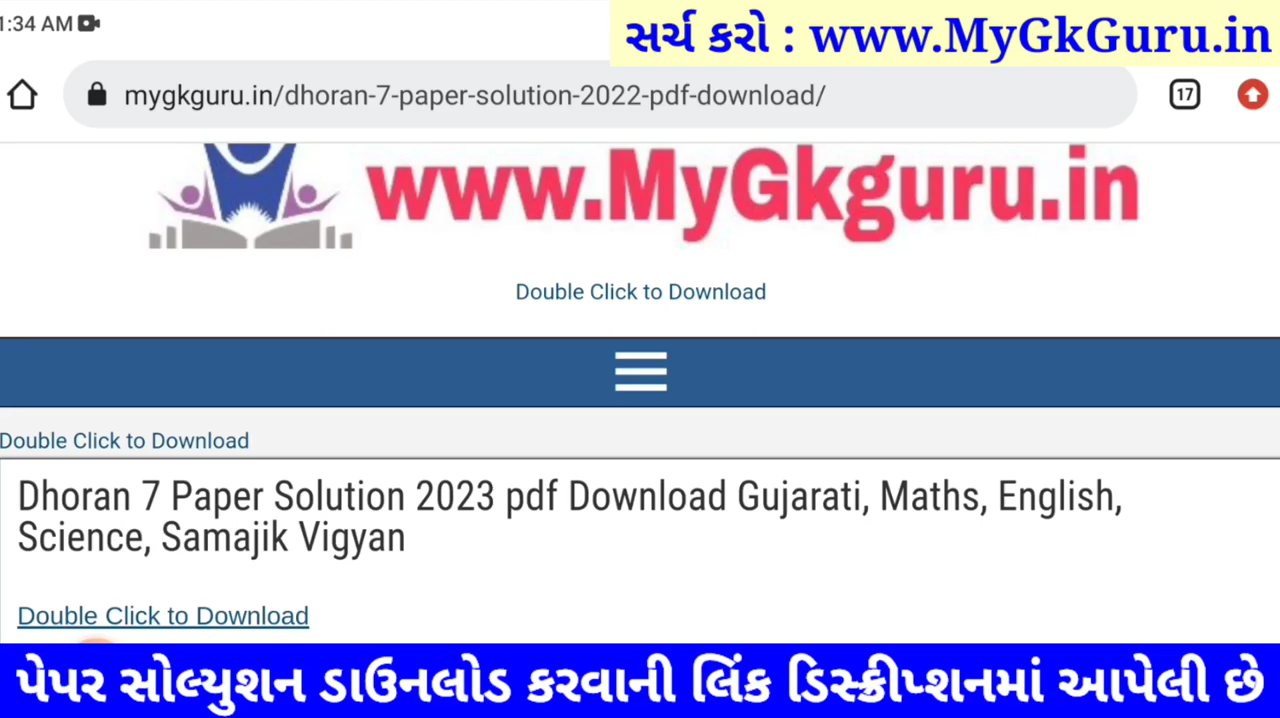 1:34 AM
સર્ચ કરો : www.MyGkGuru.in
mygkguru.in/dhoran-7-paper-solution-2022-pdf-download/
17
www.MyGkguru.in
Double Click to Download
Double Click to Download
Dhoran 7 Paper Solution 2023 pdf Download Gujarati, Maths, English,
Science, Samajik Vigyan
Double Click to Download
પેપર સોલ્યુશન ડાઉનલોડ કરવાની લિંક ડિસ્ક્રીપ્શનમાં આપેલી છે